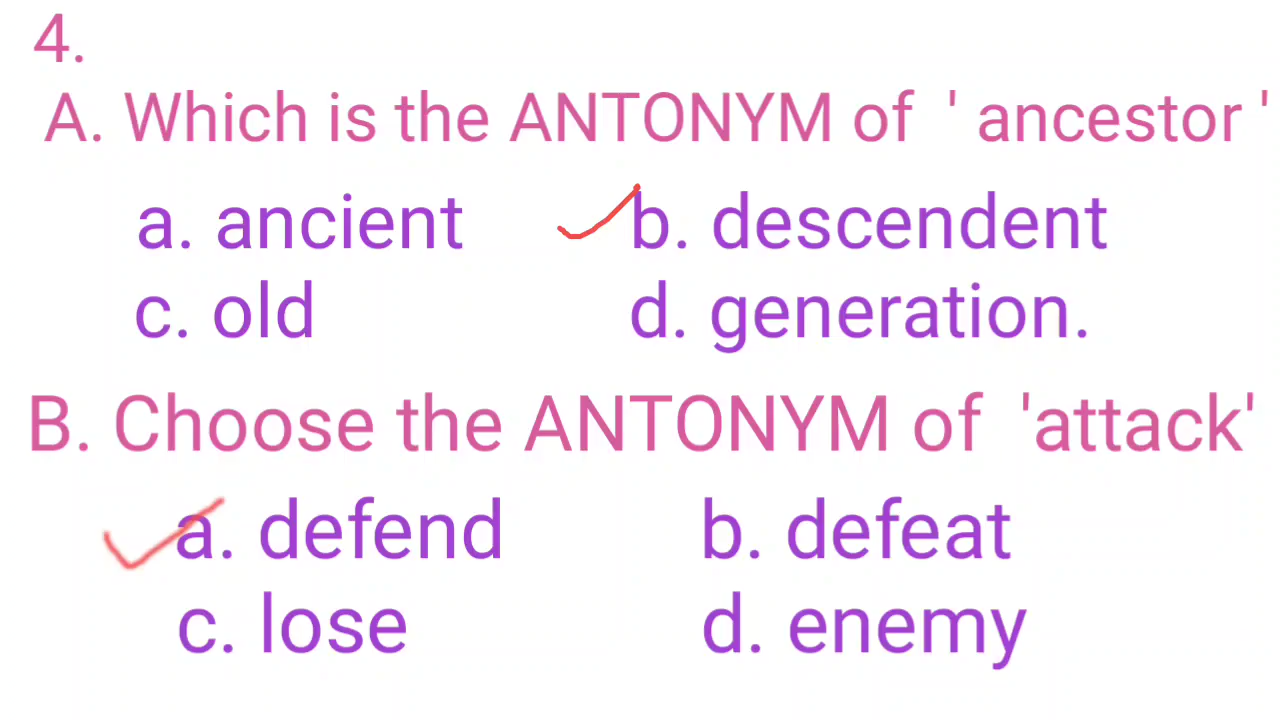 4.
A. Which is the ANTONYM of ' ancestor '
a. ancient b. descendent
c. old d. generation.
B. Choose the ANTONYM of 'attack'
a. defend b. defeat
c. lose d. enemy